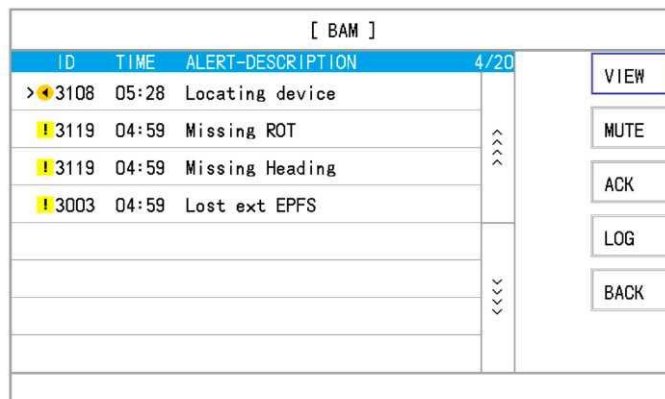 [ BAM ]
ID TIME ALERT-DESCRIPTION 4/20
> 3108 05:28 Locating device
! 3119 04:59 Missing ROT
! 3119 04:59 Missing Heading
! 3003 04:59 Lost ext EPFS
VIEW
MUTE
ACK
LOG
BACK